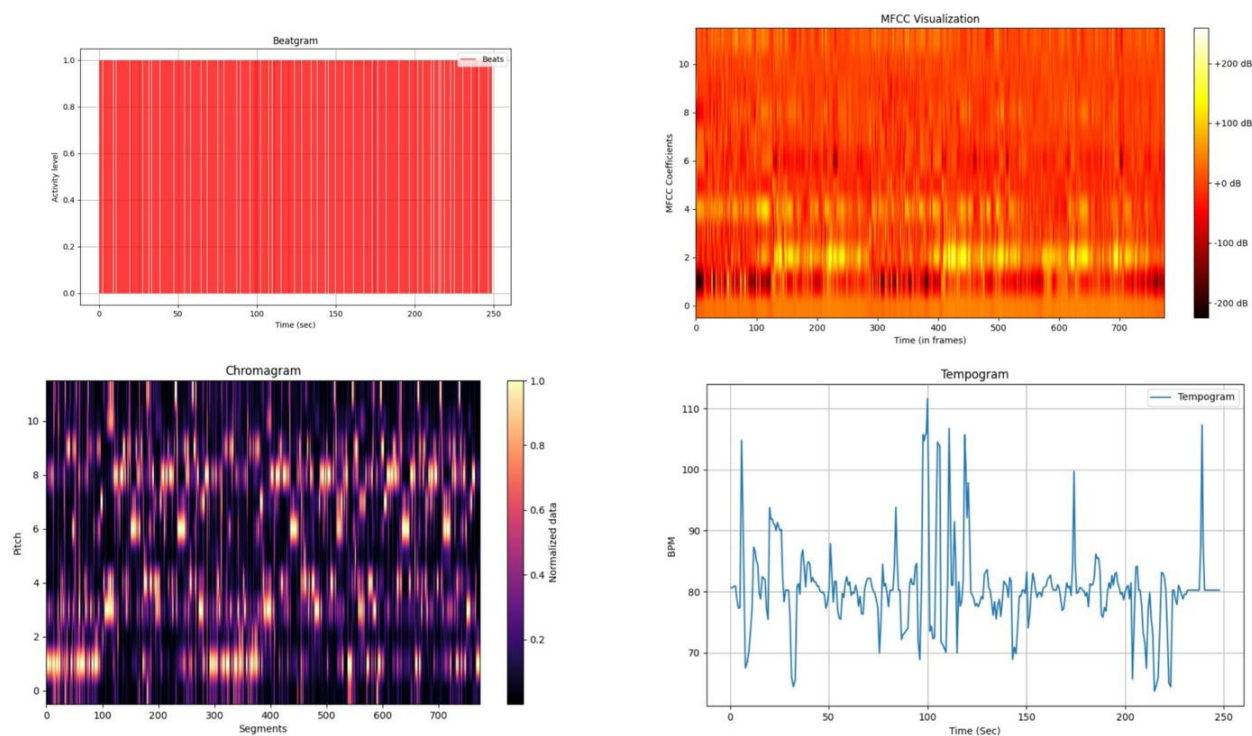 Beatgram
Beats
1.0
0.8
0.6
0.4
0.2
0.0
Activity level
0
50
100
150
200
250
Time (sec)
MFCC Visualization
10
8
6
4
2
0
MFCC Coefficients
0
100
200
300
400
500
600
700
Time (in frames)
+200 dB
+100 dB
+0 dB
-100 dB
-200 dB
Chromagram
10
8
6
4
2
0
Pitch
0
100
200
300
400
500
600
700
Segments
1.0
0.8
0.6
0.4
0.2
Normalized data
Tempogram
Tempogram
110
100
90
80
70
BPM
0
50
100
150
200
250
Time (Sec)